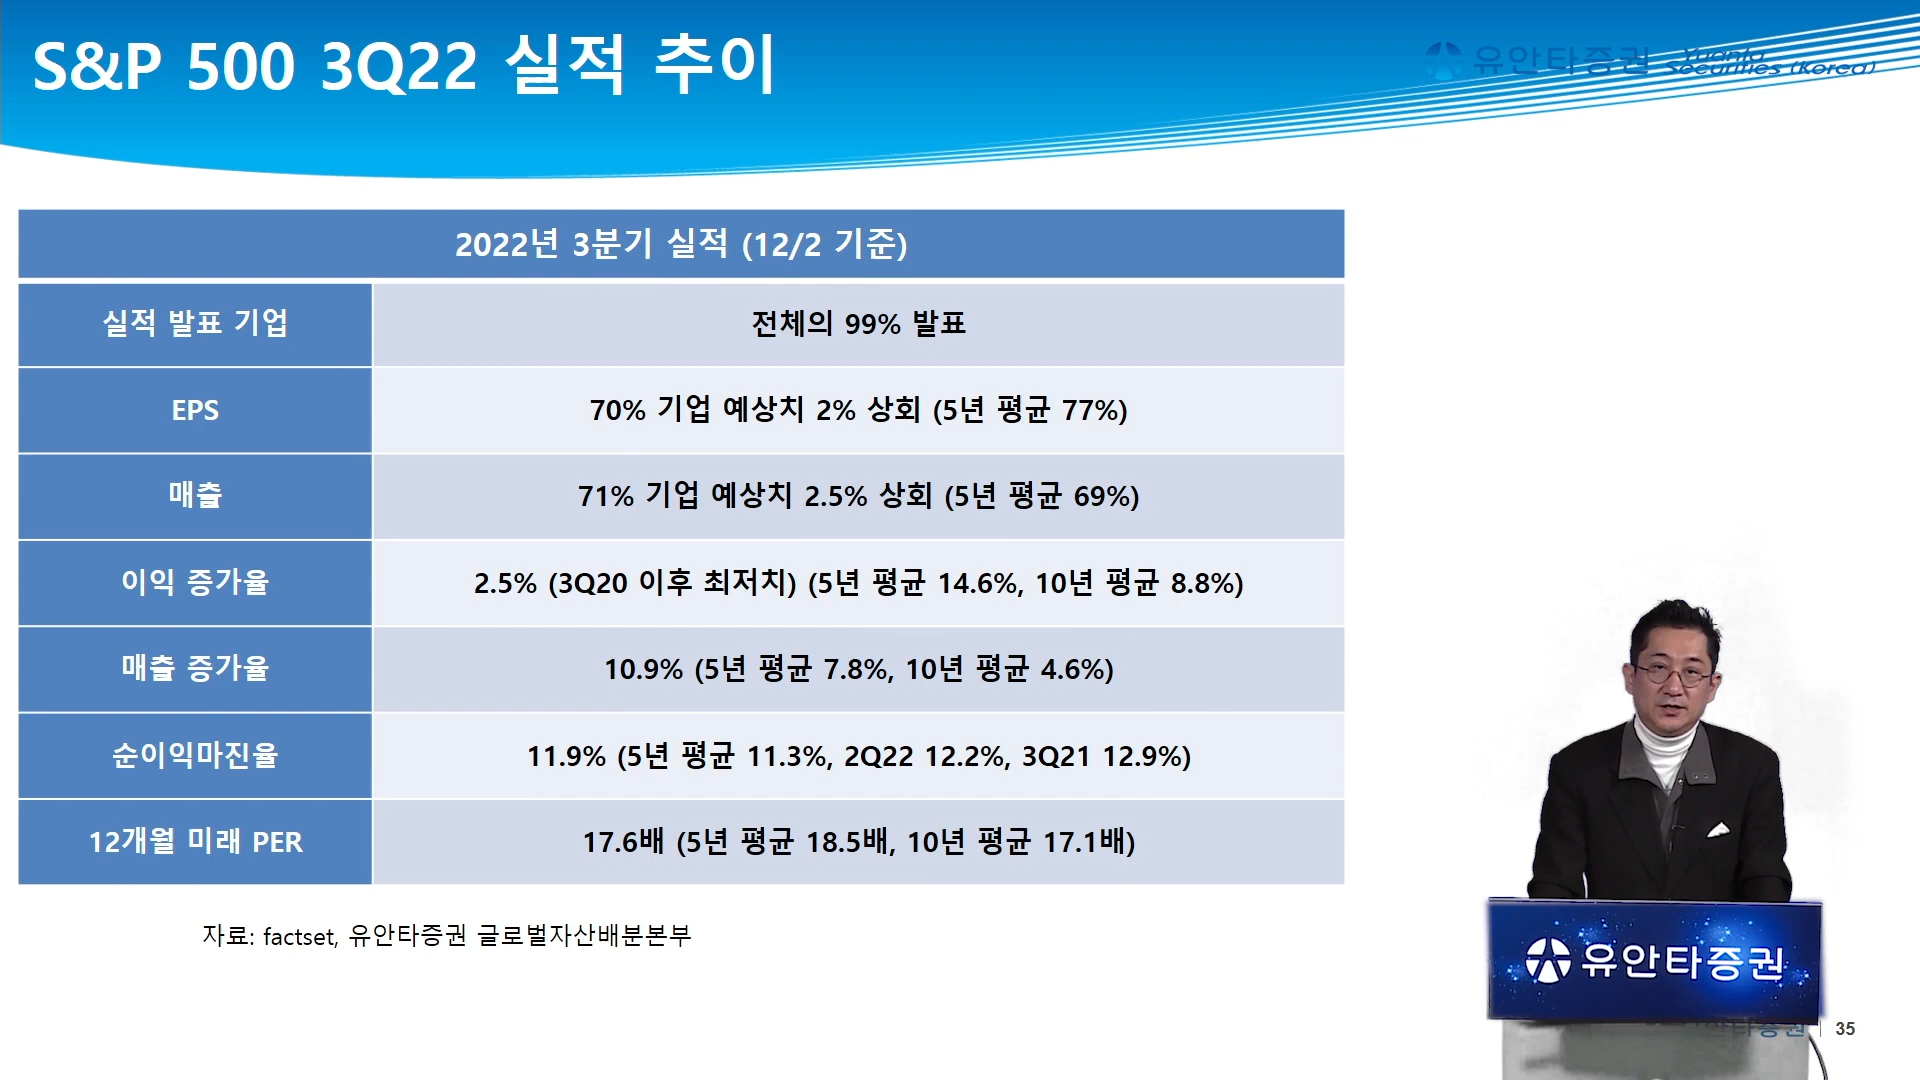 S&P 500 3Q22 실적 추이
유안타증권 Yuanta Securities (Korea)
2022년 3분기 실적 (12/2 기준)
실적 발표 기업 전체의 99% 발표
EPS 70% 기업 예상치 2% 상회 (5년 평균 77%)
매출 71% 기업 예상치 2.5% 상회 (5년 평균 69%)
이익 증가율 2.5% (3Q20 이후 최저치) (5년 평균 14.6%, 10년 평균 8.8%)
매출 증가율 10.9% (5년 평균 7.8%, 10년 평균 4.6%)
순이익마진율 11.9% (5년 평균 11.3%, 2Q22 12.2%, 3Q21 12.9%)
12개월 미래 PER 17.6배 (5년 평균 18.5배, 10년 평균 17.1배)
자료: factset, 유안타증권 글로벌자산배분본부
유안타증권
35